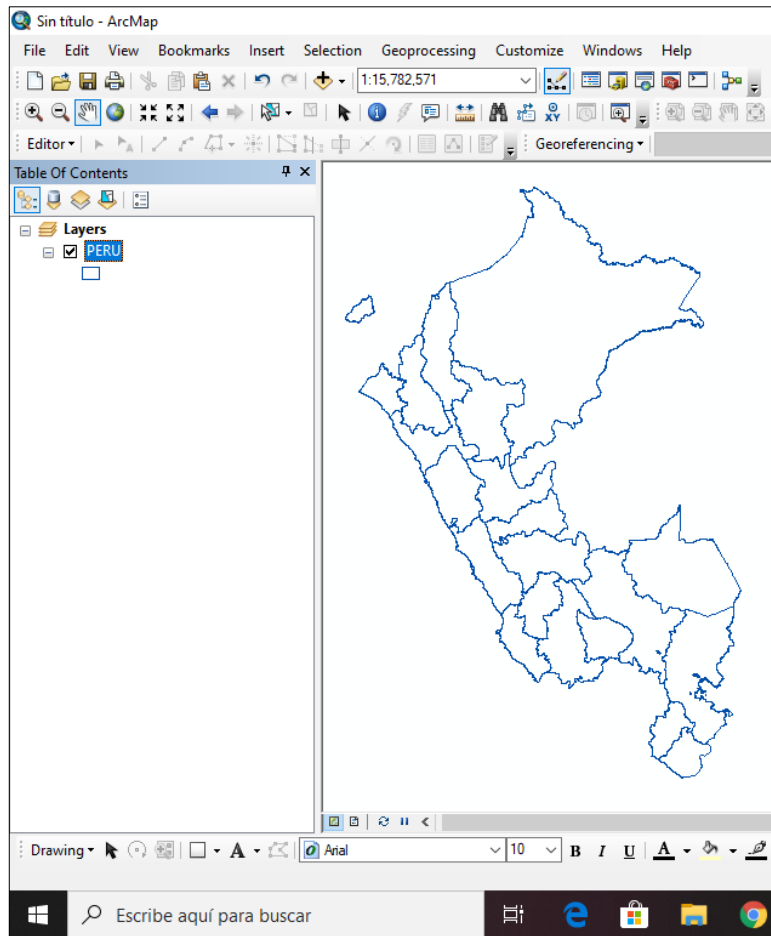 Sin título - ArcMap
File Edit View Bookmarks Insert Selection Geoprocessing Customize Windows Help
1:15,782,571
XY
Editor Georeferencing
Table Of Contents
Layers
PERU
Drawing A Arial 10 B I U A
Escribe aquí para buscar